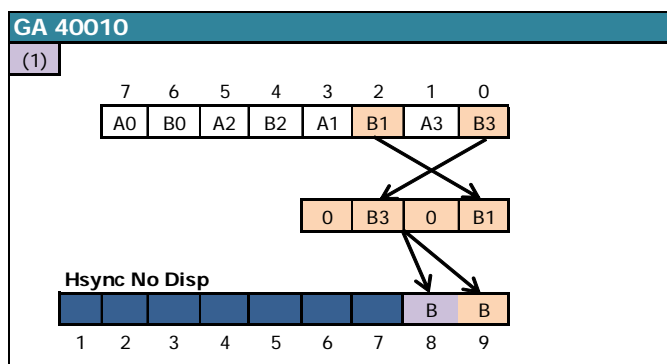 GA 40010
(1)
7 6 5 4 3 2 1 0
A0 B0 A2 B2 A1 B1 A3 B3
0 B3 0 B1
Hsync No Disp
B B
1 2 3 4 5 6 7 8 9